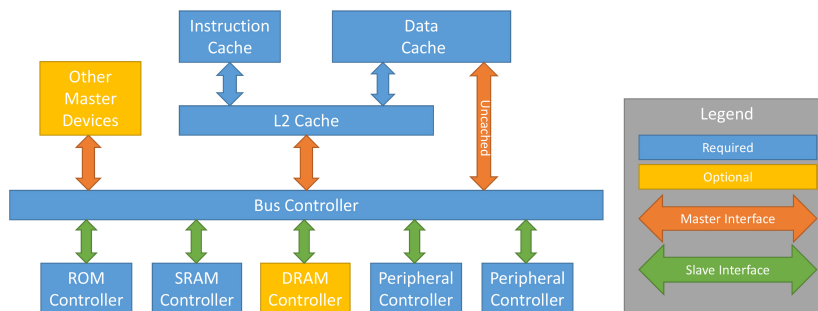 Instruction
Cache
Data
Cache
Other
Master
Devices
L2 Cache
Uncached
Bus Controller
ROM
Controller
SRAM
Controller
DRAM
Controller
Peripheral
Controller
Peripheral
Controller
Legend
Required
Optional
Master Interface
Slave Interface